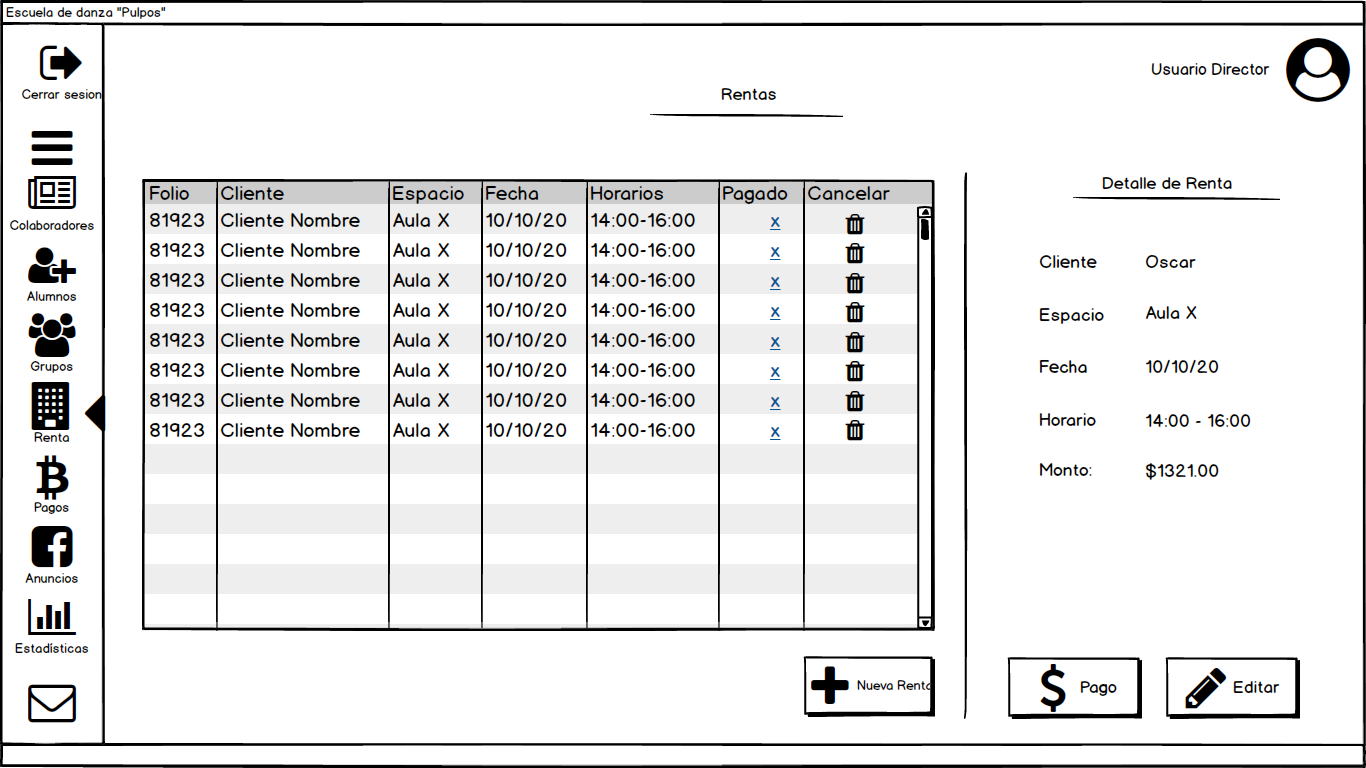 Escuela de danza "Pulpos"
Cerrar sesion
Usuario Director
Rentas
Colaboradores
Alumnos
Grupos
Renta
Pagos
Anuncios
Estadísticas
Folio Cliente Espacio Fecha Horarios Pagado Cancelar
81923 Cliente Nombre Aula X 10/10/20 14:00-16:00 x
81923 Cliente Nombre Aula X 10/10/20 14:00-16:00 x
81923 Cliente Nombre Aula X 10/10/20 14:00-16:00 x
81923 Cliente Nombre Aula X 10/10/20 14:00-16:00 x
81923 Cliente Nombre Aula X 10/10/20 14:00-16:00 x
81923 Cliente Nombre Aula X 10/10/20 14:00-16:00 x
81923 Cliente Nombre Aula X 10/10/20 14:00-16:00 x
81923 Cliente Nombre Aula X 10/10/20 14:00-16:00 x
Nueva Renta
Detalle de Renta
Cliente Oscar
Espacio Aula X
Fecha 10/10/20
Horario 14:00 - 16:00
Monto: $1321.00
$ Pago
Editar